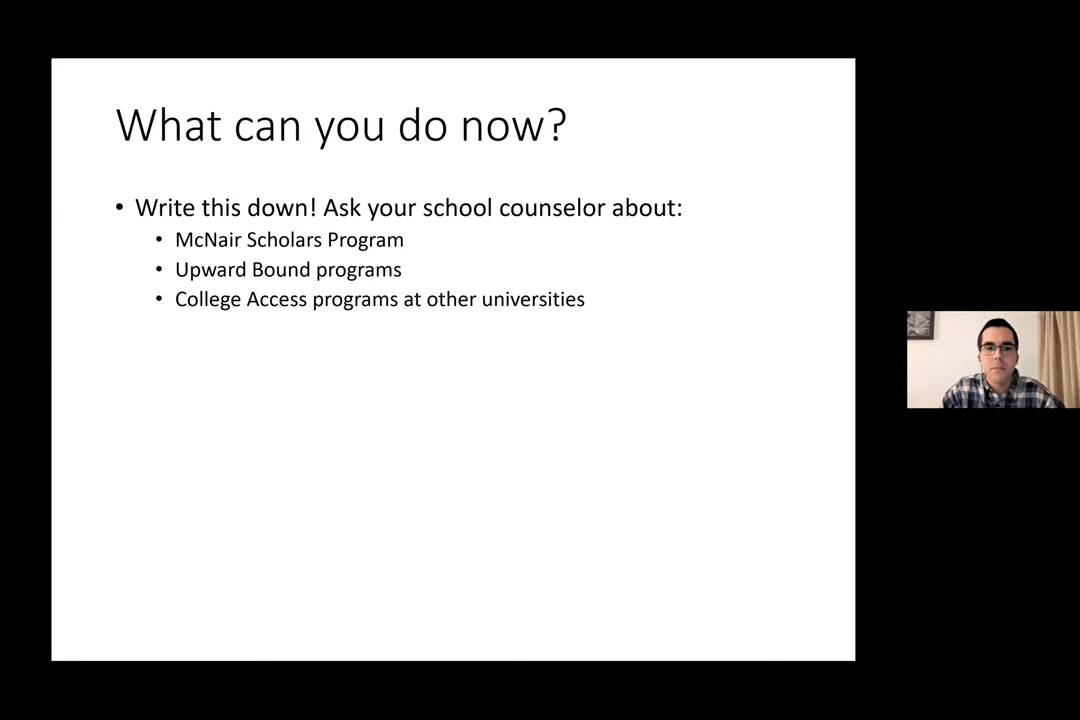 What can you do now?
• Write this down! Ask your school counselor about:
• McNair Scholars Program
• Upward Bound programs
• College Access programs at other universities